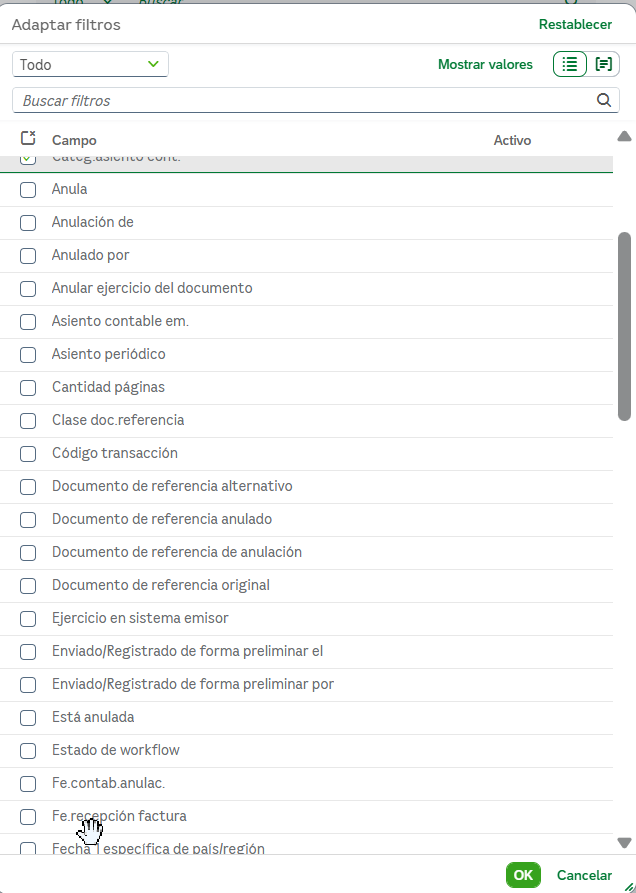 Adaptar filtros
Restablecer
Todo
Mostrar valores
Buscar filtros
Campo
Activo
Categ.asiento cont.
Anula
Anulación de
Anulado por
Anular ejercicio del documento
Asiento contable em.
Asiento periódico
Cantidad páginas
Clase doc.referencia
Código transacción
Documento de referencia alternativo
Documento de referencia anulado
Documento de referencia de anulación
Documento de referencia original
Ejercicio en sistema emisor
Enviado/Registrado de forma preliminar el
Enviado/Registrado de forma preliminar por
Está anulada
Estado de workflow
Fe.contab.anulac.
Fe.recepción factura
Fecha 1 específica de país/región
OK
Cancelar